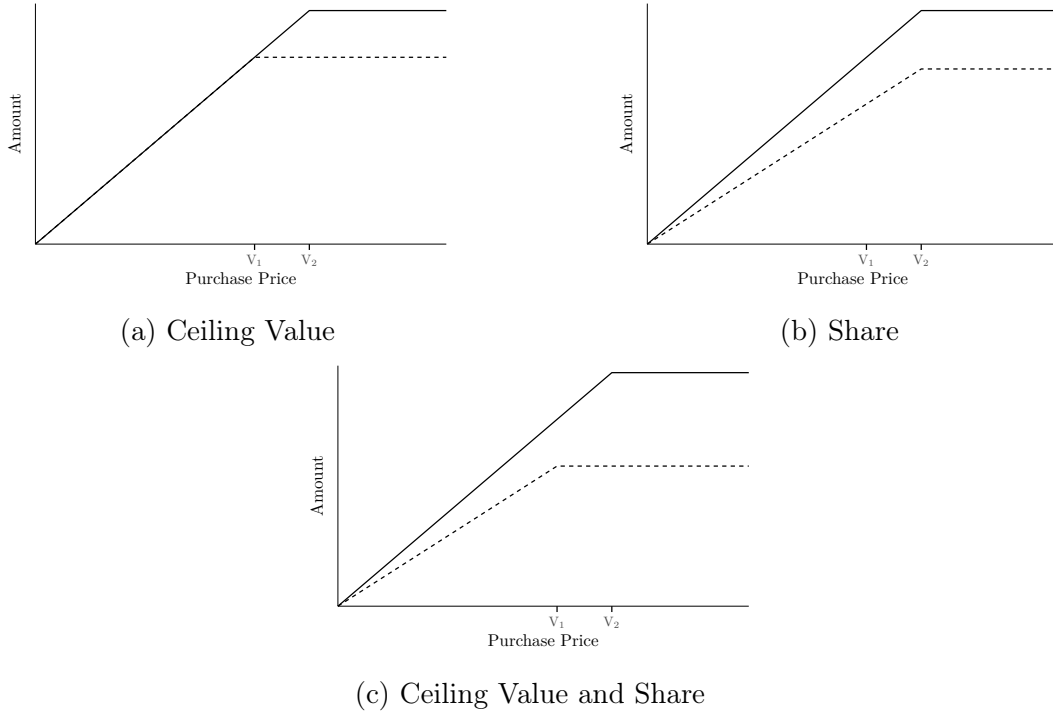 Amount
V₁ V₂
Purchase Price
(a) Ceiling Value
Amount
V₁ V₂
Purchase Price
(b) Share
Amount
V₁ V₂
Purchase Price
(c) Ceiling Value and Share